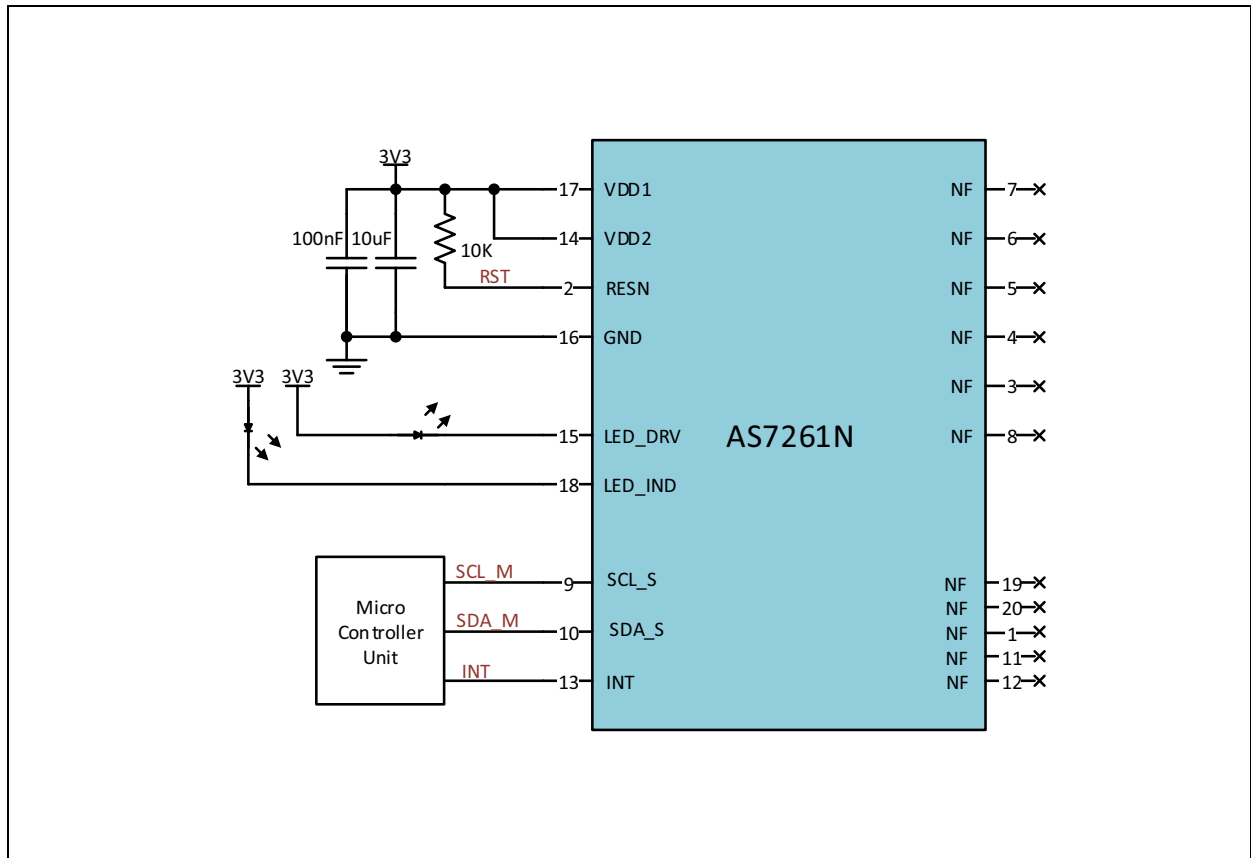 3V3
17 VDD1 NF 7
100nF 10uF 14 VDD2 NF 6
10K
RST 2 RESN NF 5
16 GND NF 4
3V3 3V3 NF 3
15 LED_DRV AS7261N NF 8
18 LED_IND
SCL_M 9 SCL_S NF 19
NF 20
Micro
Controller
Unit
SDA_M 10 SDA_S NF 1
NF 11
INT 13 INT NF 12